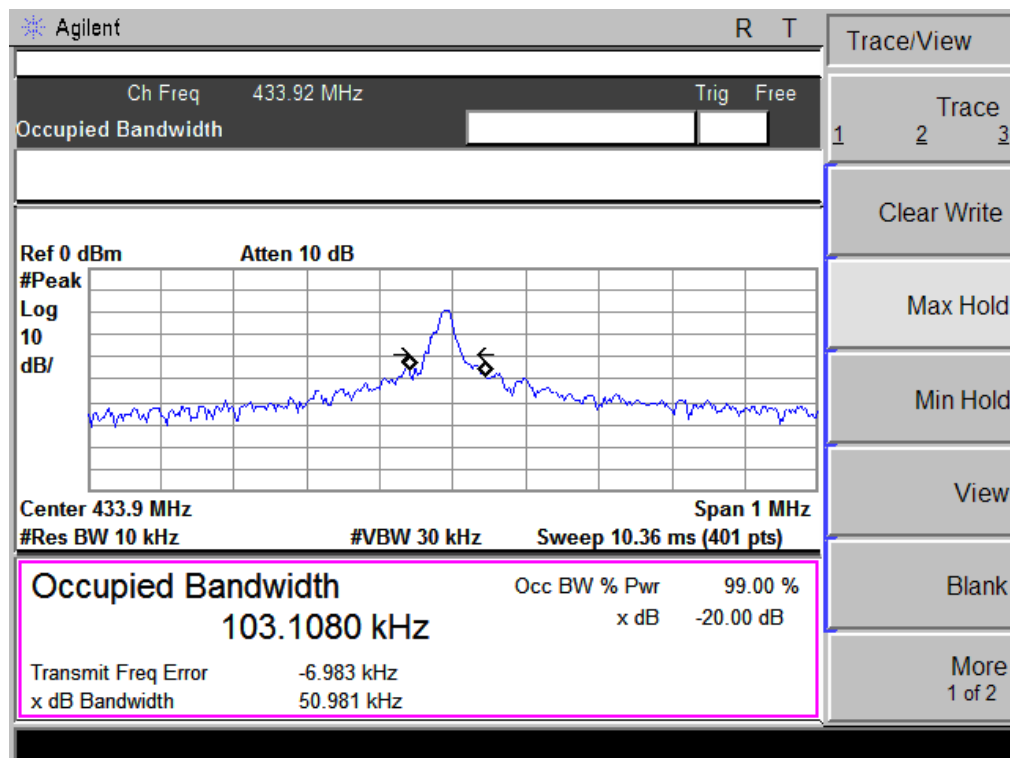 Agilent R T
Trace/View
Ch Freq 433.92 MHz Trig Free
Occupied Bandwidth
Trace
1 2 3
Clear Write
Ref 0 dBm Atten 10 dB
#Peak
Log
10
dB/
Max Hold
Min Hold
View
Center 433.9 MHz Span 1 MHz
#Res BW 10 kHz #VBW 30 kHz Sweep 10.36 ms (401 pts)
Occupied Bandwidth Occ BW % Pwr 99.00 %
103.1080 kHz x dB -20.00 dB
Transmit Freq Error -6.983 kHz
x dB Bandwidth 50.981 kHz
Blank
More
1 of 2